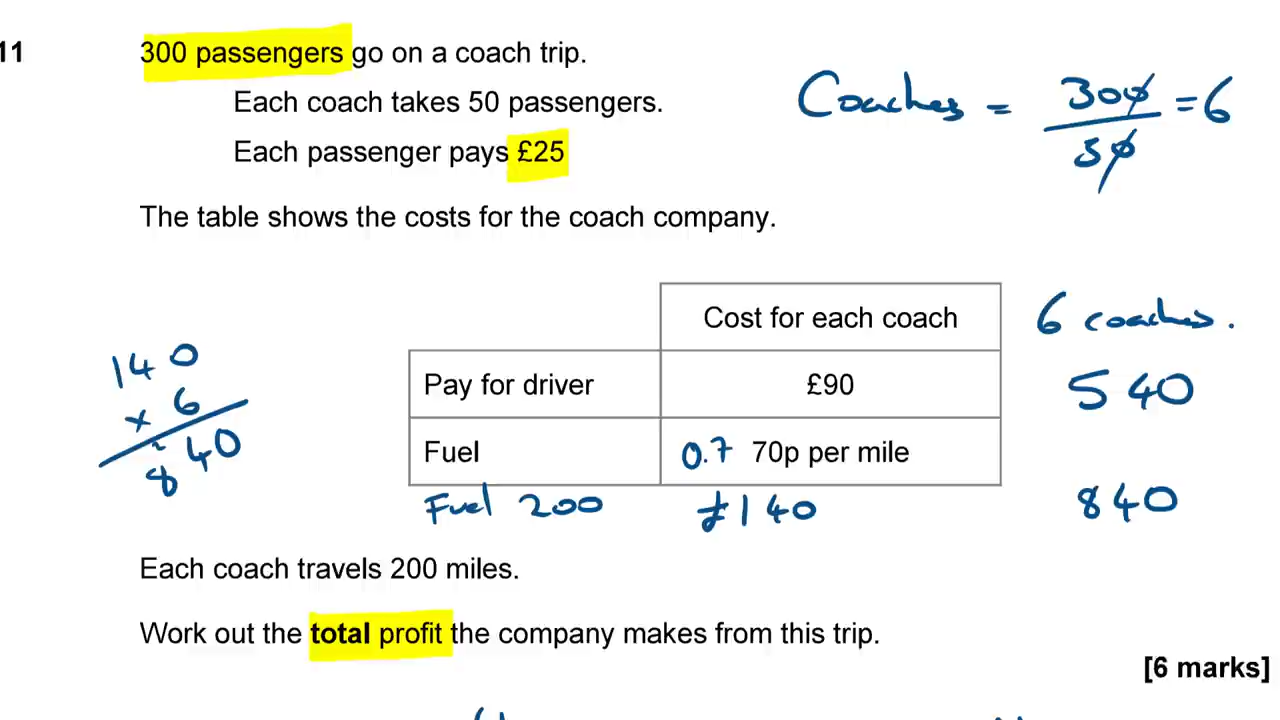 11 300 passengers go on a coach trip.
Each coach takes 50 passengers.
Each passenger pays £25
Coaches = 300/50 = 6
The table shows the costs for the coach company.
Cost for each coach
6 coaches.
Pay for driver £90 540
140
× 6
2
840
Fuel 0.7 70p per mile
Fuel 200 £140 840
Each coach travels 200 miles.
Work out the total profit the company makes from this trip.
[6 marks]